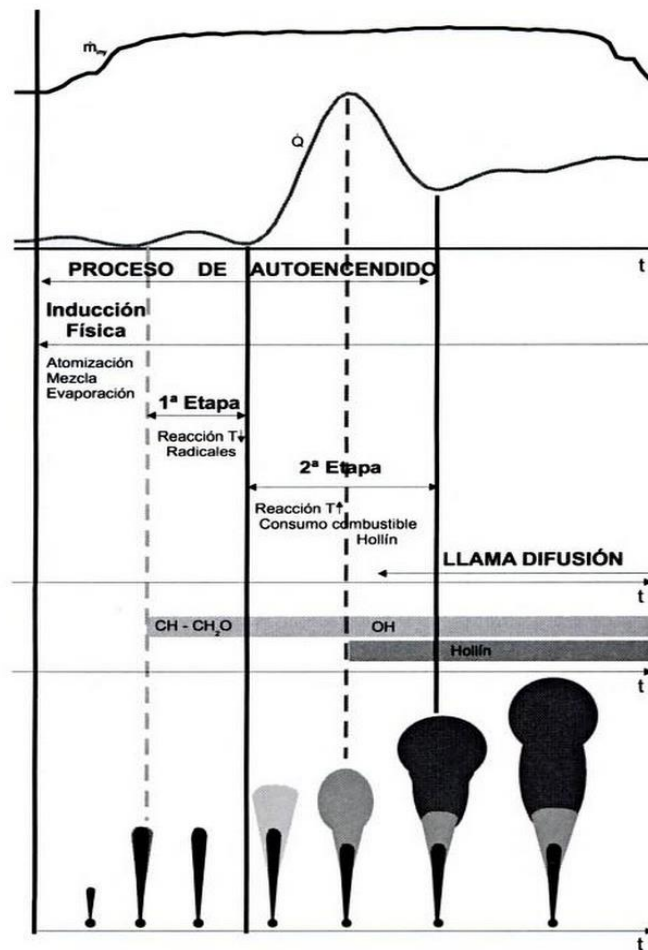 ṁiny
Q̇
PROCESO DE AUTOENCENDIDO
t
Inducción
Física
Atomización
Mezcla
Evaporación
1ª Etapa
Reacción T↓
Radicales
2ª Etapa
Reacción T↑
Consumo combustible
Hollín
LLAMA DIFUSIÓN
t
CH - CH₂O
OH
Hollín
t
t